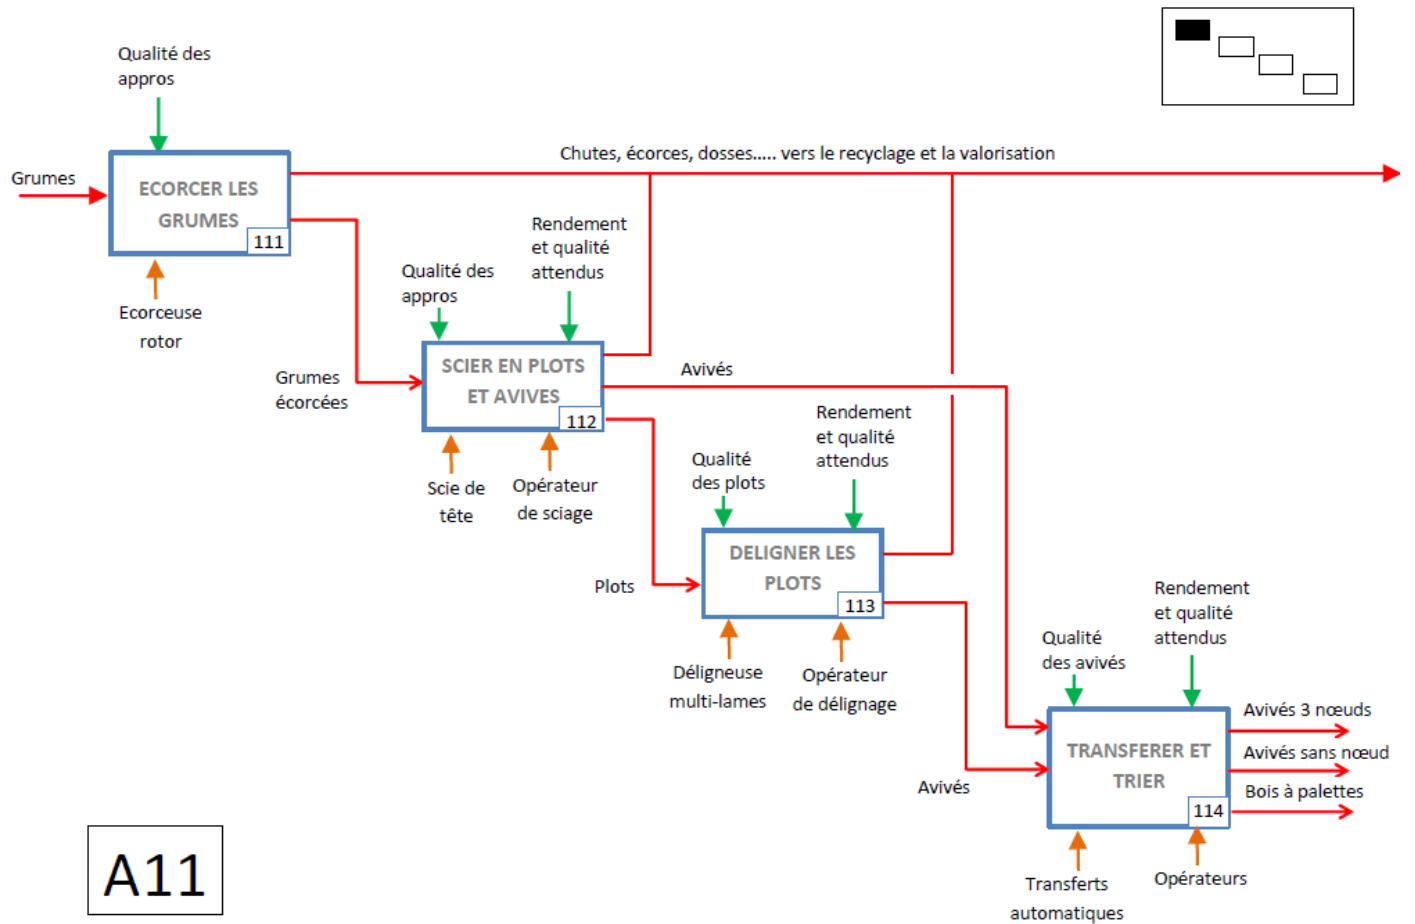 Qualité des
appros
Chutes, écorces, dosses..... vers le recyclage et la valorisation
Grumes
ECORCER LES
GRUMES
111
Ecorceuse
rotor
Rendement
et qualité
attendus
Qualité des
appros
Grumes
écorcées
SCIER EN PLOTS
ET AVIVES
112
Avivés
Scie de
tête
Opérateur
de sciage
Rendement
et qualité
attendus
Qualité
des plots
Plots
DELIGNER LES
PLOTS
113
Déligneuse
multi-lames
Opérateur
de délignage
Rendement
et qualité
attendus
Qualité
des avivés
Avivés
TRANSFERER ET
TRIER
114
Avivés 3 nœuds
Avivés sans nœud
Bois à palettes
Transferts
automatiques
Opérateurs
A11